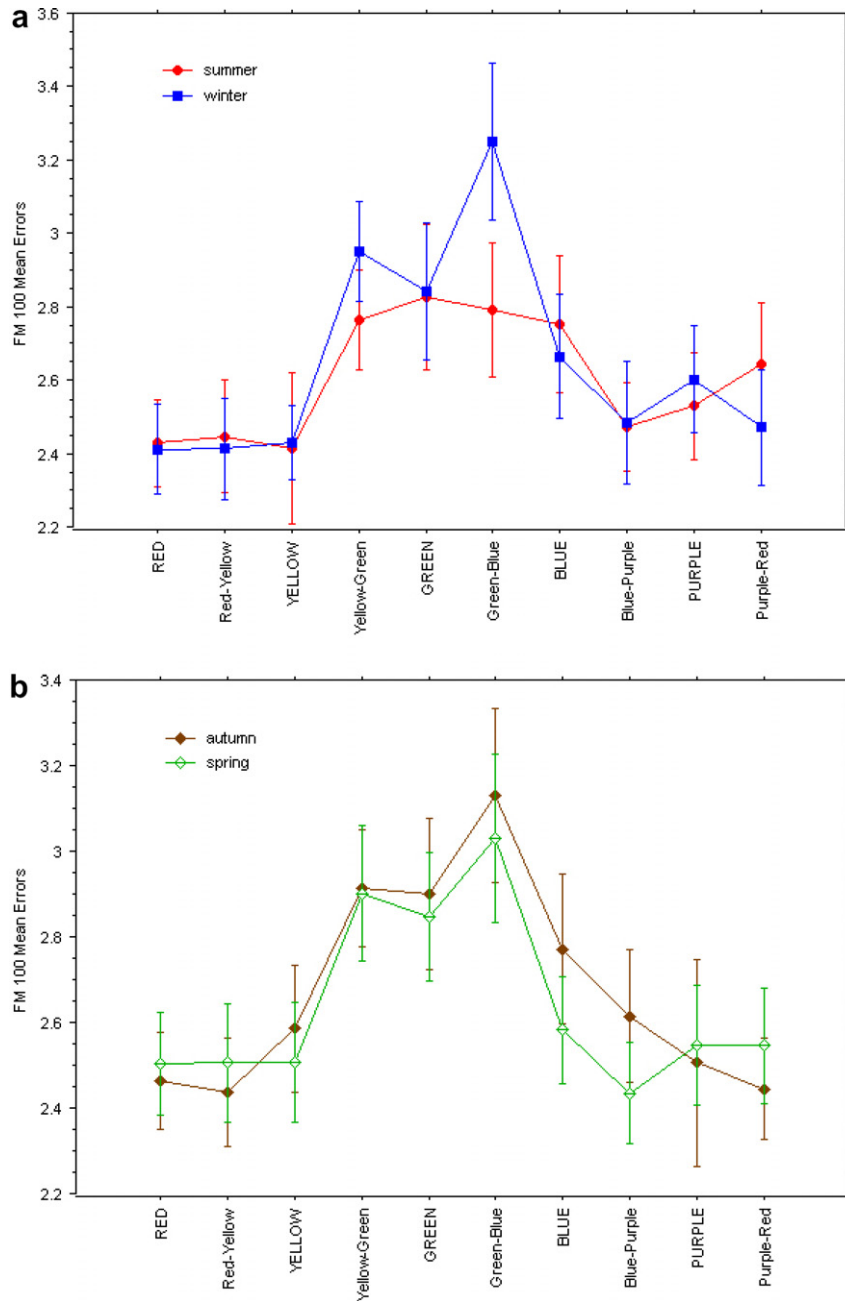 a
3.6
3.4
3.2
3
2.8
2.6
2.4
2.2
FM 100 Mean Errors
summer
winter
RED
Red-Yellow
YELLOW
Yellow-Green
GREEN
Green-Blue
BLUE
Blue-Purple
PURPLE
Purple-Red
b
3.4
3.2
3
2.8
2.6
2.4
2.2
FM 100 Mean Errors
autumn
spring
RED
Red-Yellow
YELLOW
Yellow-Green
GREEN
Green-Blue
BLUE
Blue-Purple
PURPLE
Purple-Red